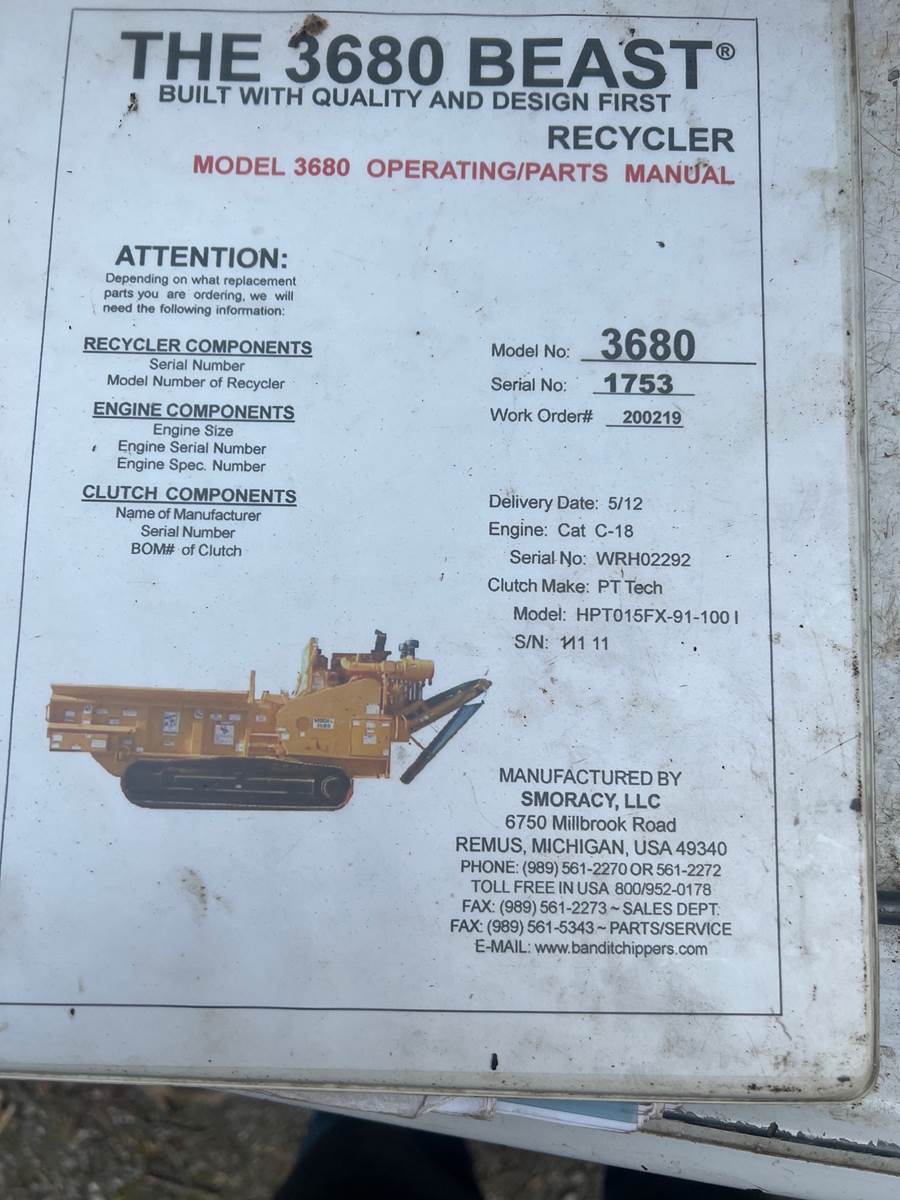 THE 3680 BEAST®
BUILT WITH QUALITY AND DESIGN FIRST
RECYCLER
MODEL 3680 OPERATING/PARTS MANUAL
ATTENTION:
Depending on what replacement
parts you are ordering, we will
need the following information:
RECYCLER COMPONENTS
Serial Number
Model Number of Recycler
ENGINE COMPONENTS
Engine Size
Engine Serial Number
Engine Spec. Number
CLUTCH COMPONENTS
Name of Manufacturer
Serial Number
BOM# of Clutch
Model No: 3680
Serial No: 1753
Work Order# 200219
Delivery Date: 5/12
Engine: Cat C-18
Serial No: WRH02292
Clutch Make: PT Tech
Model: HPT015FX-91-100 I
S/N:
MANUFACTURED BY
SMORACY, LLC
6750 Millbrook Road
REMUS, MICHIGAN, USA 49340
PHONE: (989) 561-2270 OR 561-2272
TOLL FREE IN USA 800/952-0178
FAX: (989) 561-2273 ~ SALES DEPT.
FAX: (989) 561-5343 ~ PARTS/SERVICE
E-MAIL: www.banditchippers.com